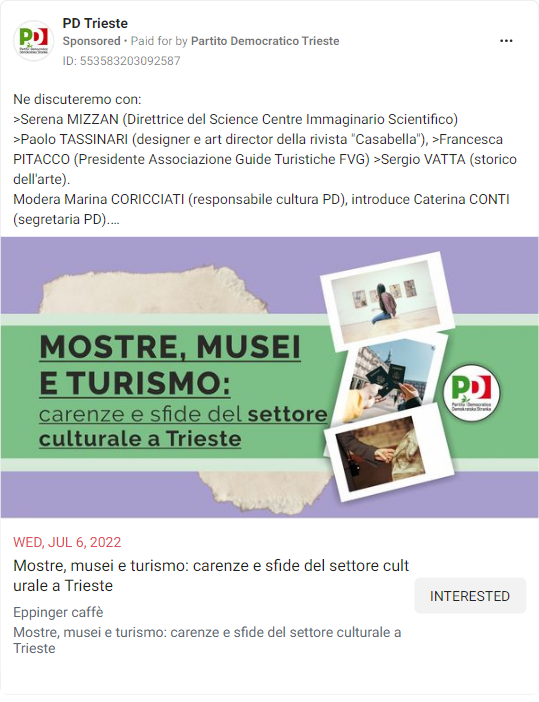 PD Trieste
Sponsored • Paid for by Partito Democratico Trieste
ID: 553583203092587
Ne discuteremo con:
>Serena MIZZAN (Direttrice del Science Centre Immaginario Scientifico)
>Paolo TASSINARI (designer e art director della rivista "Casabella"), >Francesca
PITACCO (Presidente Associazione Guide Turistiche FVG) >Sergio VATTA (storico
dell'arte).
Modera Marina CORICCIATI (responsabile cultura PD), introduce Caterina CONTI
(segretaria PD)....
MOSTRE, MUSEI
E TURISMO:
carenze e sfide del settore
culturale a Trieste
PD
Partito Democratico
Demokratska Stranka
WED, JUL 6, 2022
Mostre, musei e turismo: carenze e sfide del settore cult
urale a Trieste
Eppinger caffè
Mostre, musei e turismo: carenze e sfide del settore culturale a
Trieste
INTERESTED